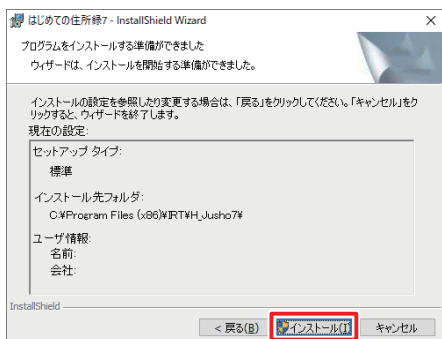 はじめての住所録7 - InstallShield Wizard
プログラムをインストールする準備ができました
ウィザードは、インストールを開始する準備ができました。
インストールの設定を参照したり変更する場合は、「戻る」をクリックしてください。「キャンセル」をク
リックすると、ウィザードを終了します。
現在の設定:
セットアップ タイプ:
標準
インストール先フォルダ:
C:¥Program Files (x86)¥IRT¥H_Jusho7¥
ユーザ情報:
名前:
会社:
InstallShield
< 戻る(B)
インストール(I)
キャンセル